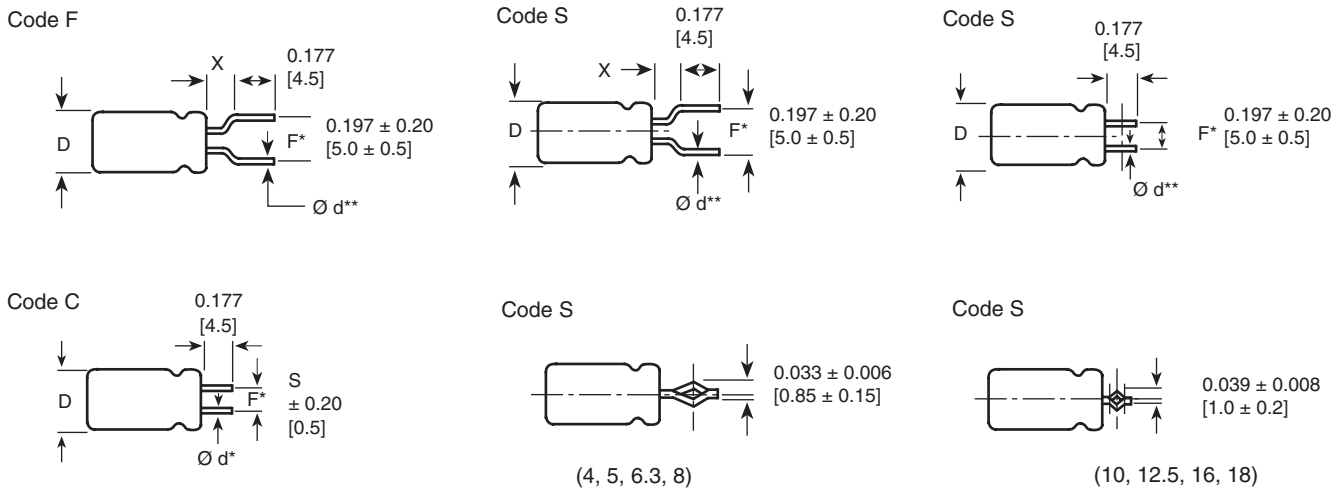 Code F
X
0.177
[4.5]
D
F*
0.197 ± 0.20
[5.0 ± 0.5]
Ø d**
Code S
0.177
[4.5]
X
D
F*
0.197 ± 0.20
[5.0 ± 0.5]
Ø d**
Code S
0.177
[4.5]
D
F*
0.197 ± 0.20
[5.0 ± 0.5]
Ø d**
Code C
0.177
[4.5]
D
F*
S
± 0.20
[0.5]
Ø d*
Code S
0.033 ± 0.006
[0.85 ± 0.15]
(4, 5, 6.3, 8)
Code S
0.039 ± 0.008
[1.0 ± 0.2]
(10, 12.5, 16, 18)